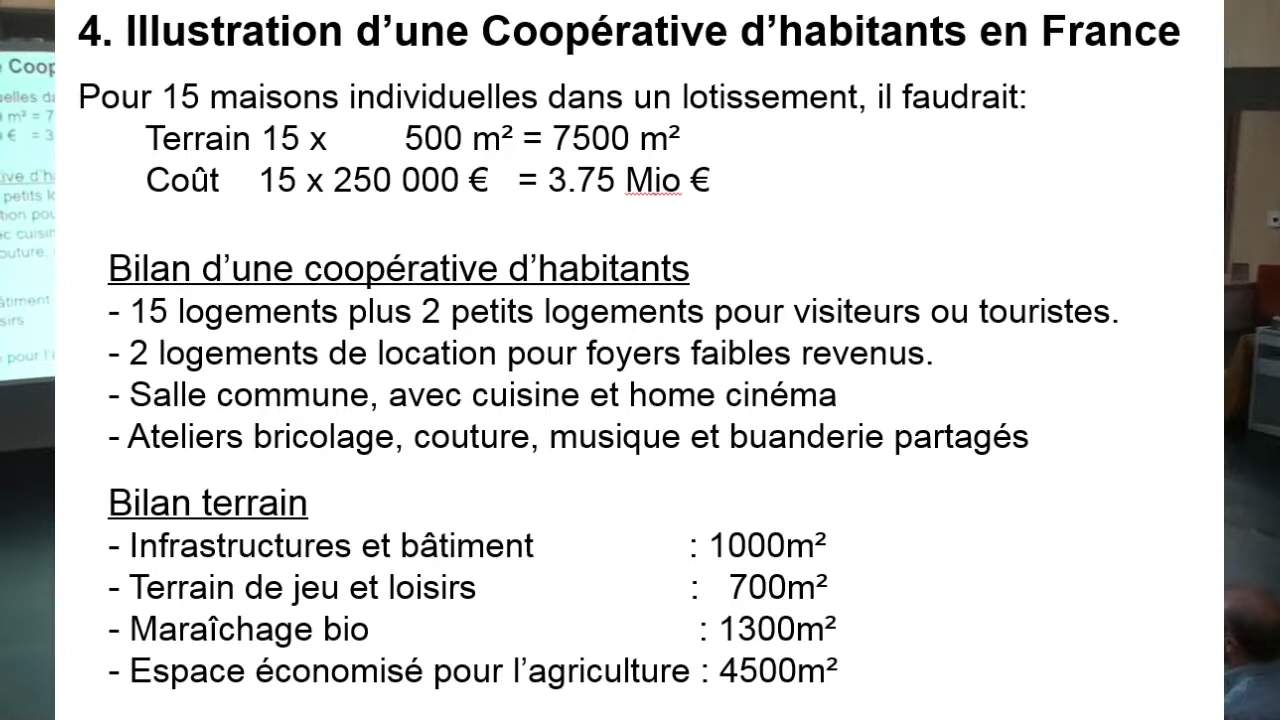 4. Illustration d’une Coopérative d’habitants en France
Pour 15 maisons individuelles dans un lotissement, il faudrait:
Terrain 15 x 500 m² = 7500 m²
Coût 15 x 250 000 € = 3.75 Mio €
Bilan d’une coopérative d’habitants
- 15 logements plus 2 petits logements pour visiteurs ou touristes.
- 2 logements de location pour foyers faibles revenus.
- Salle commune, avec cuisine et home cinéma
- Ateliers bricolage, couture, musique et buanderie partagés
Bilan terrain
- Infrastructures et bâtiment : 1000m²
- Terrain de jeu et loisirs : 700m²
- Maraîchage bio : 1300m²
- Espace économisé pour l’agriculture : 4500m²